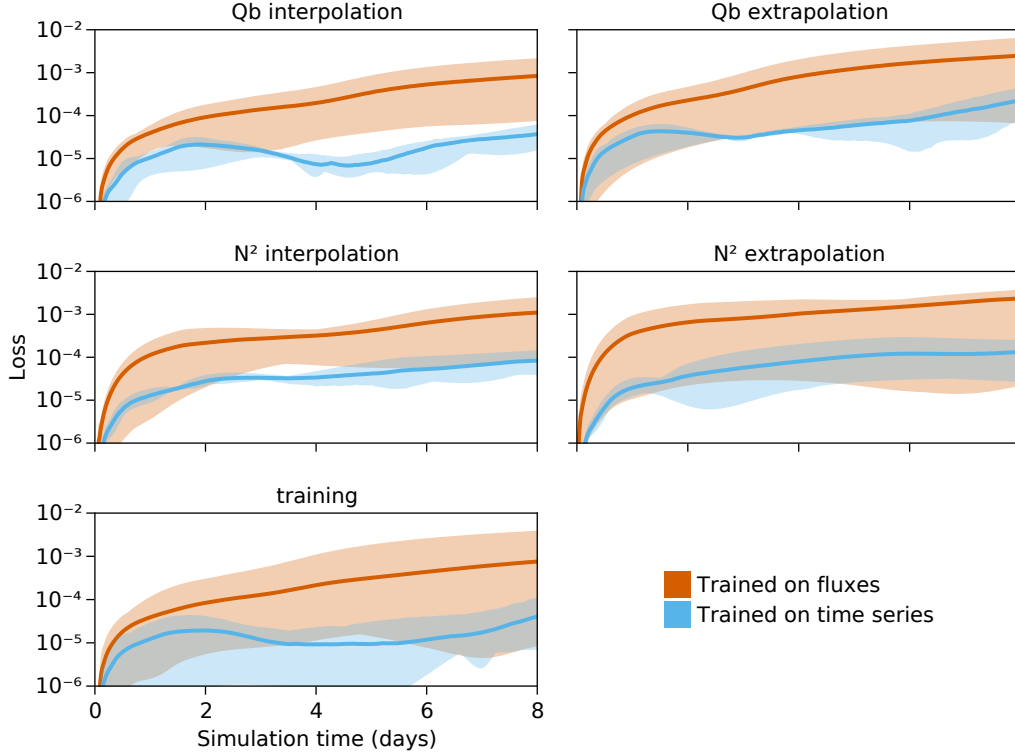 Qb interpolation
Qb extrapolation
10⁻²
10⁻³
10⁻⁴
10⁻⁵
10⁻⁶
N² interpolation
N² extrapolation
10⁻²
10⁻³
10⁻⁴
10⁻⁵
10⁻⁶
Loss
training
10⁻²
10⁻³
10⁻⁴
10⁻⁵
10⁻⁶
0 2 4 6 8
Simulation time (days)
Trained on fluxes
Trained on time series